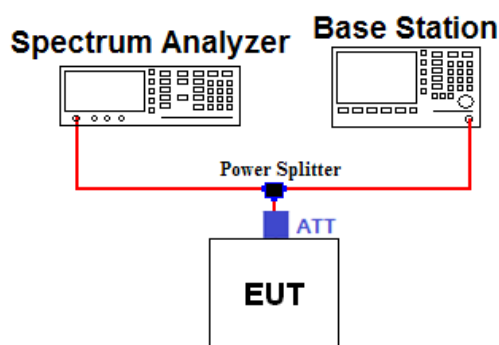 Spectrum Analyzer
Base Station
Power Splitter
ATT
EUT